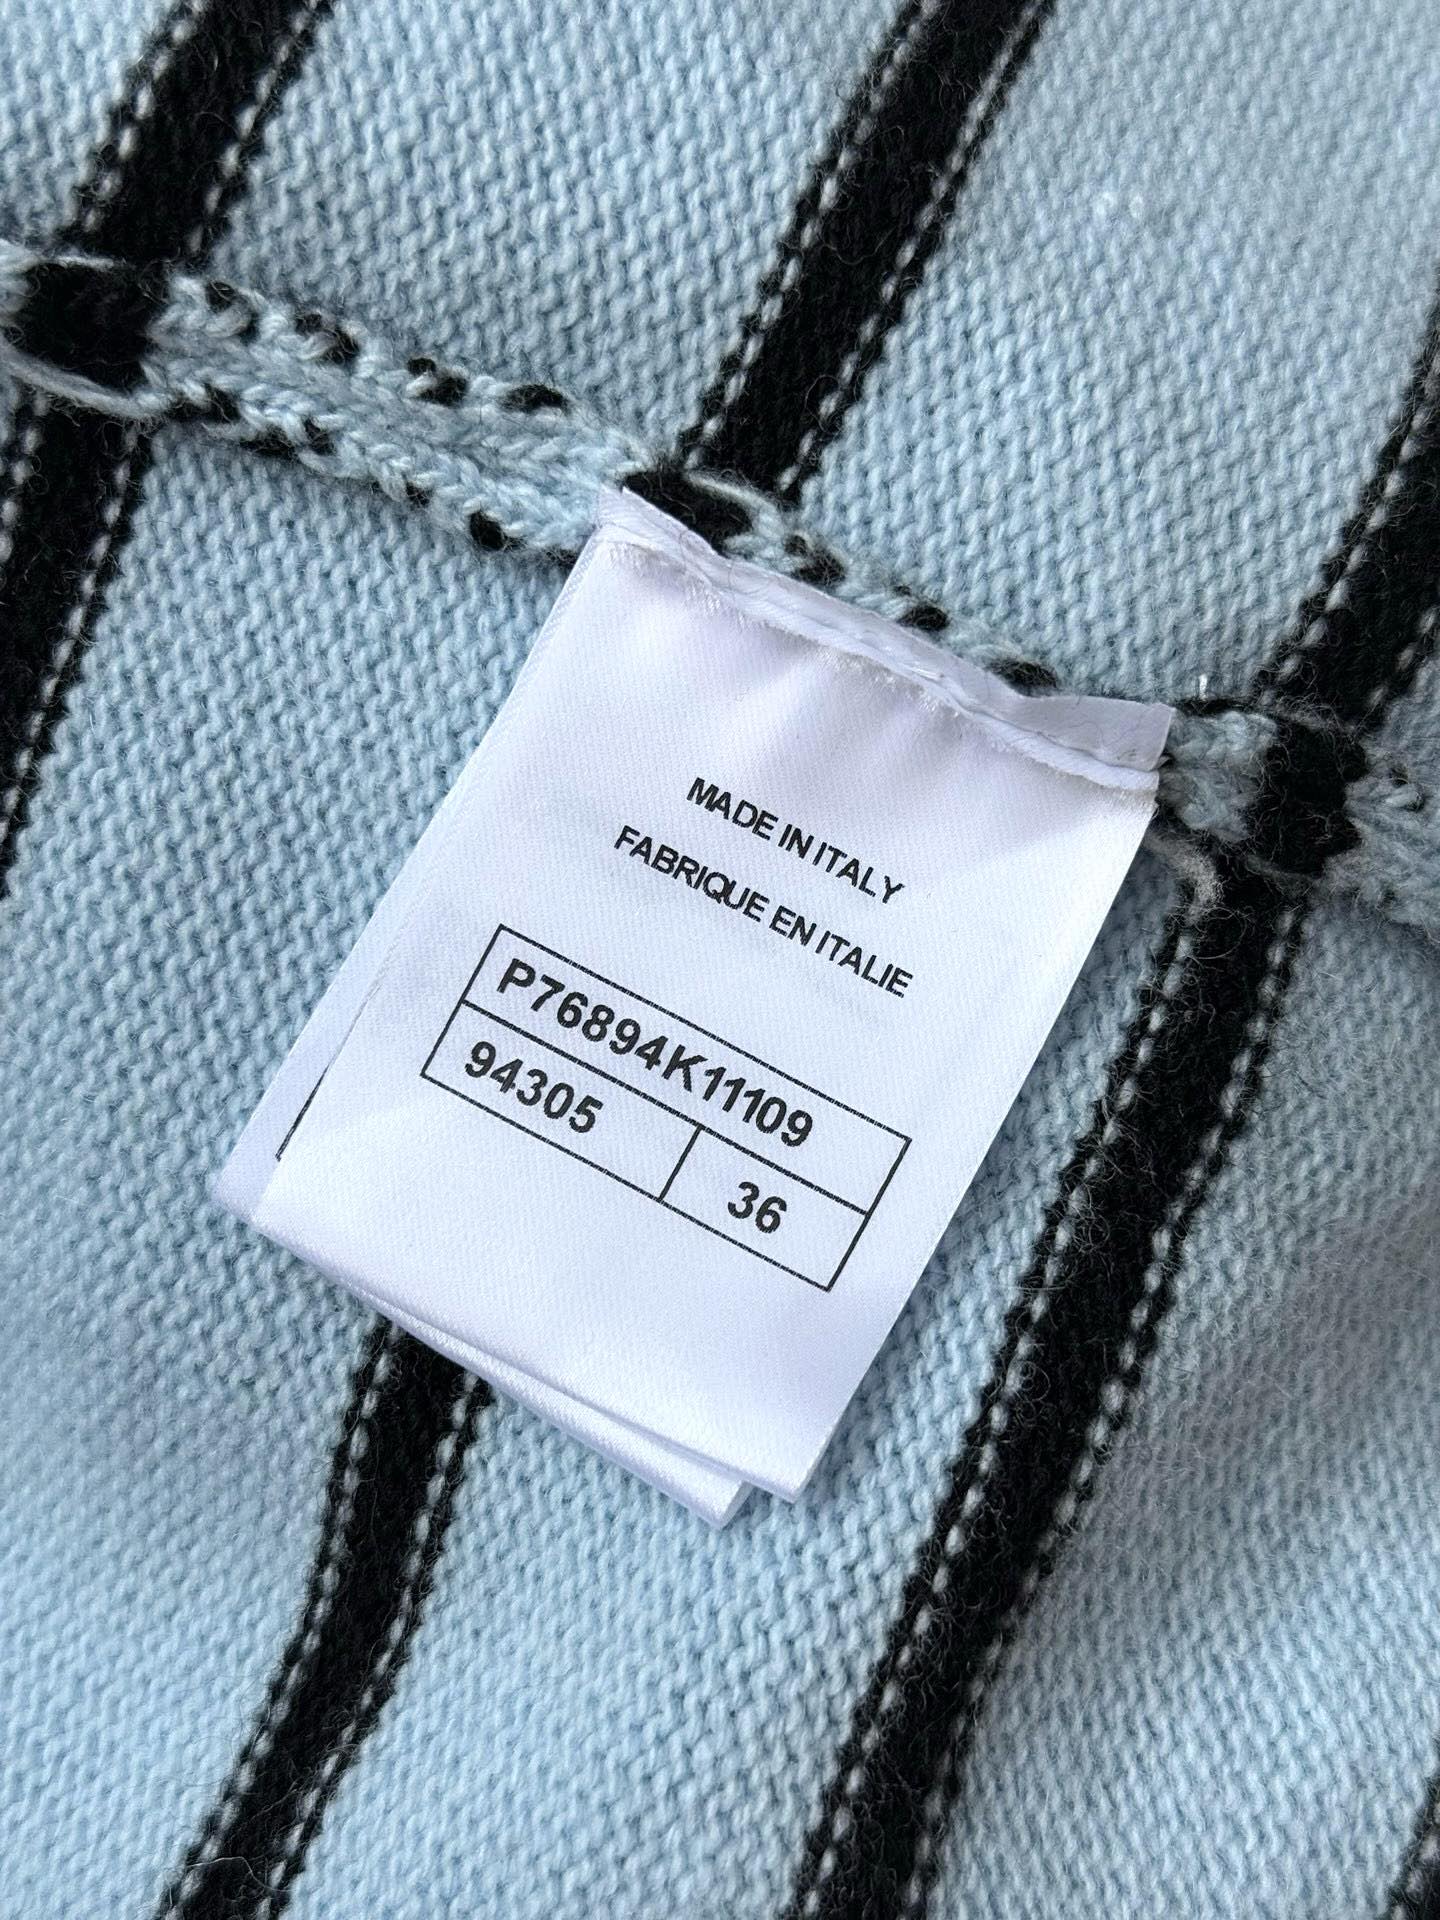 MADE IN ITALY
FABRIQUE EN ITALIE
P76894K11109
94305 36